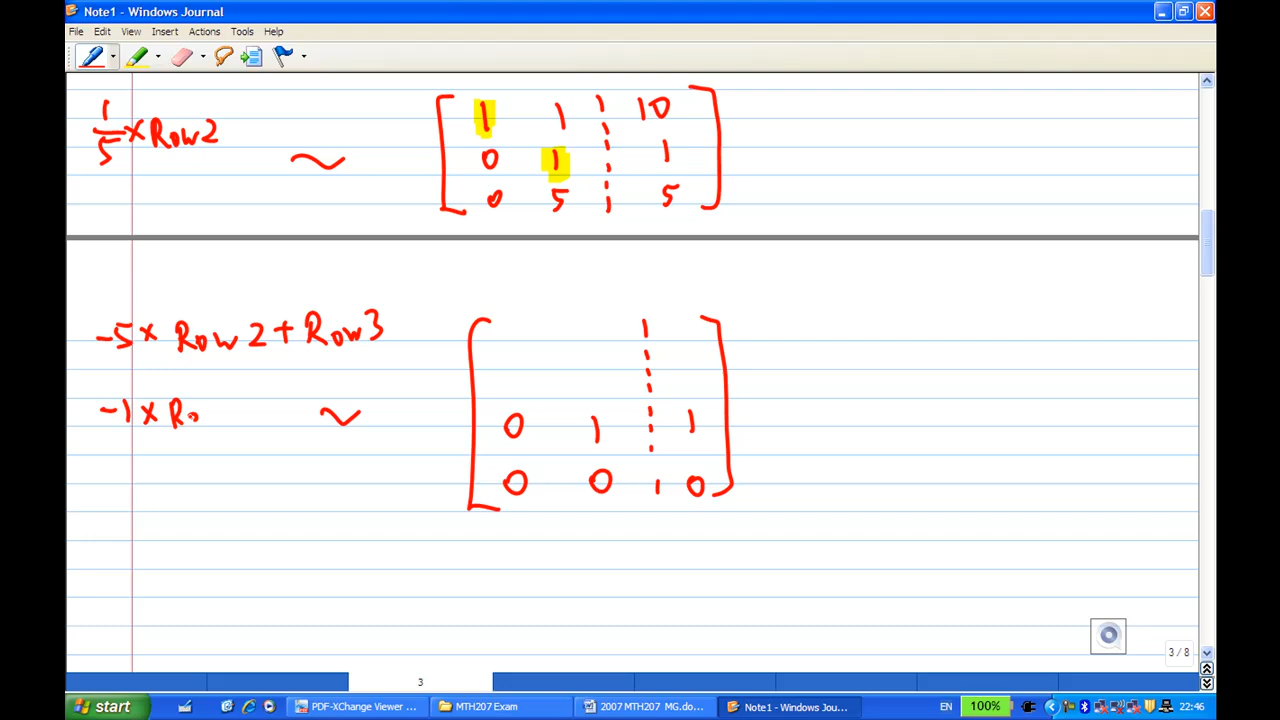 Note1 - Windows Journal
File Edit View Insert Actions Tools Help
1/5 × Row2 ~ [ 1 1 ¦ 10
0 1 ¦ 1
0 5 ¦ 5 ]
-5 × Row2 + Row3
-1 × Ro ~ [ 0 1 ¦ 1
0 0 ¦ 0 ]
3 / 8
3
start PDF-XChange Viewer ... MTH207 Exam 2007 MTH207 MG.do... Note1 - Windows Jou... EN 100% 22:46